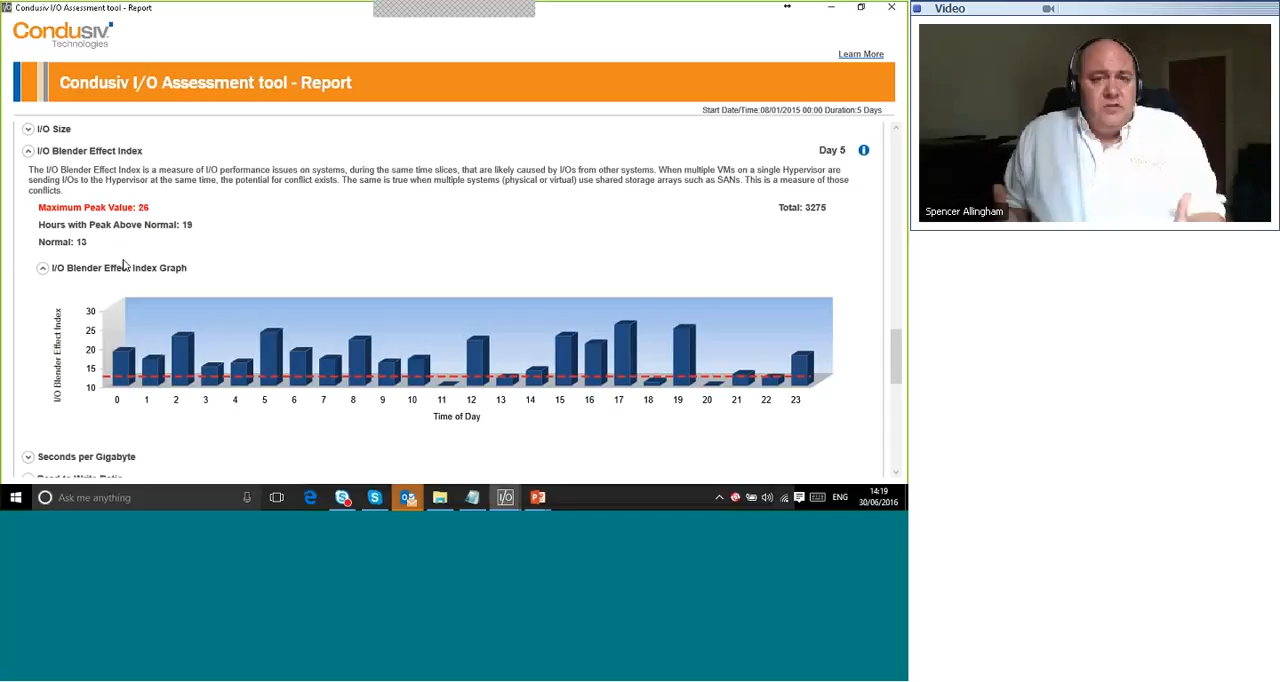 Condusiv I/O Assessment tool - Report
Condusiv
Technologies
Learn More
Condusiv I/O Assessment tool - Report
Start Date/Time:08/01/2015 00:00 Duration:5 Days
I/O Size
I/O Blender Effect Index
Day 5
The I/O Blender Effect Index is a measure of I/O performance issues on systems, during the same time slices, that are likely caused by I/Os from other systems. When multiple VMs on a single Hypervisor are
sending I/Os to the Hypervisor at the same time, the potential for conflict exists. The same is true when multiple systems (physical or virtual) use shared storage arrays such as SANs. This is a measure of those
conflicts.
Maximum Peak Value: 26
Total: 3275
Hours with Peak Above Normal: 19
Normal: 13
I/O Blender Effect Index Graph
I/O Blender Effect Index
30
25
20
15
10
0 1 2 3 4 5 6 7 8 9 10 11 12 13 14 15 16 17 18 19 20 21 22 23
Time of Day
Seconds per Gigabyte
Ask me anything
I/O
ENG
14:19
30/06/2016
Video
Spencer Allingham